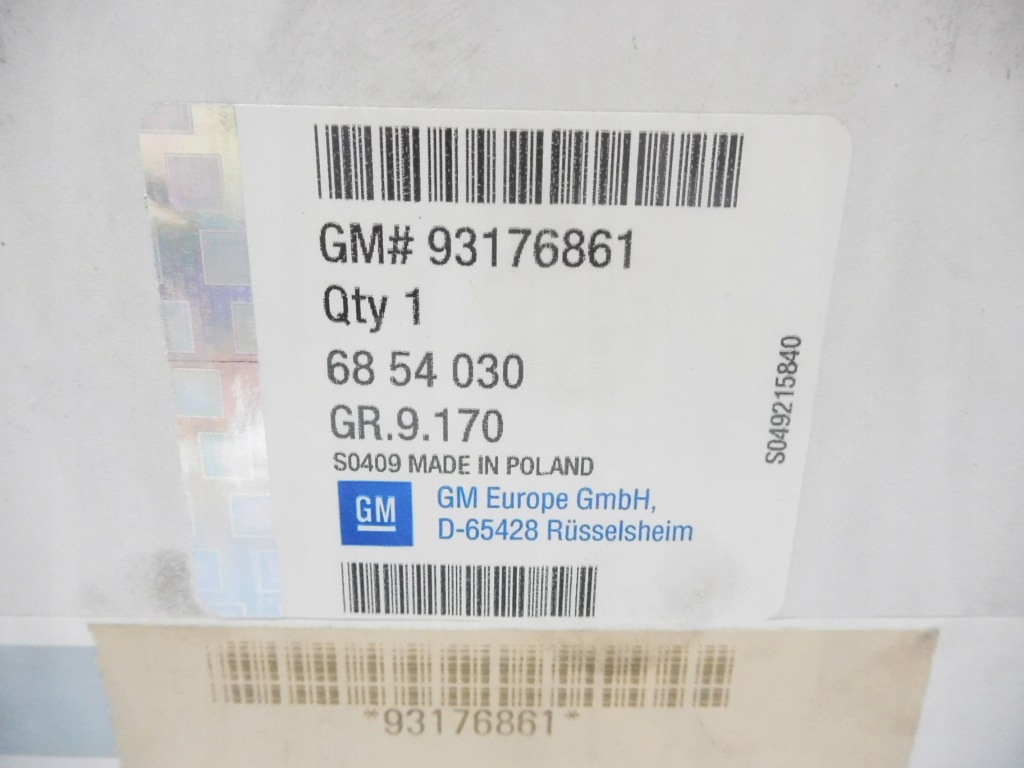 GM# 93176861
Qty 1
68 54 030
GR.9.170
S0409 MADE IN POLAND
GM
GM Europe GmbH,
D-65428 Rüsselsheim
S049215840
*93176861*